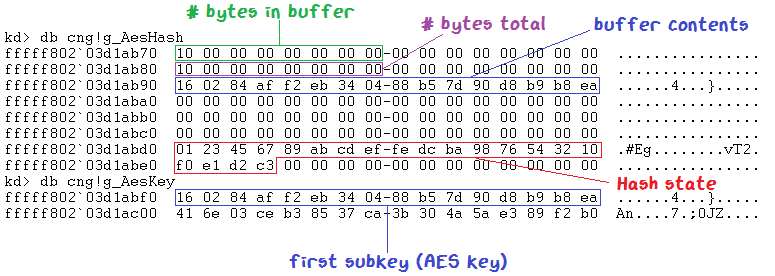 # bytes in buffer
# bytes total
buffer contents
kd> db cng!g_AesHash
fffff802`03d1ab70 10 00 00 00 00 00 00 00-00 00 00 00 00 00 00 00 ................
fffff802`03d1ab80 10 00 00 00 00 00 00 00-00 00 00 00 00 00 00 00 ................
fffff802`03d1ab90 16 02 84 af f2 eb 34 04-88 b5 7d 90 d8 b9 b8 ea ......4...}.....
fffff802`03d1aba0 00 00 00 00 00 00 00 00-00 00 00 00 00 00 00 00 ................
fffff802`03d1abb0 00 00 00 00 00 00 00 00-00 00 00 00 00 00 00 00 ................
fffff802`03d1abc0 00 00 00 00 00 00 00 00-00 00 00 00 00 00 00 00 ................
fffff802`03d1abd0 01 23 45 67 89 ab cd ef-fe dc ba 98 76 54 32 10 .#Eg........vT2.
fffff802`03d1abe0 f0 e1 d2 c3 00 00 00 00-00 00 00 00 00 00 00 00 ................
kd> db cng!g_AesKey
Hash state
fffff802`03d1abf0 16 02 84 af f2 eb 34 04-88 b5 7d 90 d8 b9 b8 ea ......4...}.....
fffff802`03d1ac00 41 6e 03 ce b3 85 37 ca-3b 30 4a 5a e3 89 f2 b0 An....7.;0JZ....
first subkey (AES key)